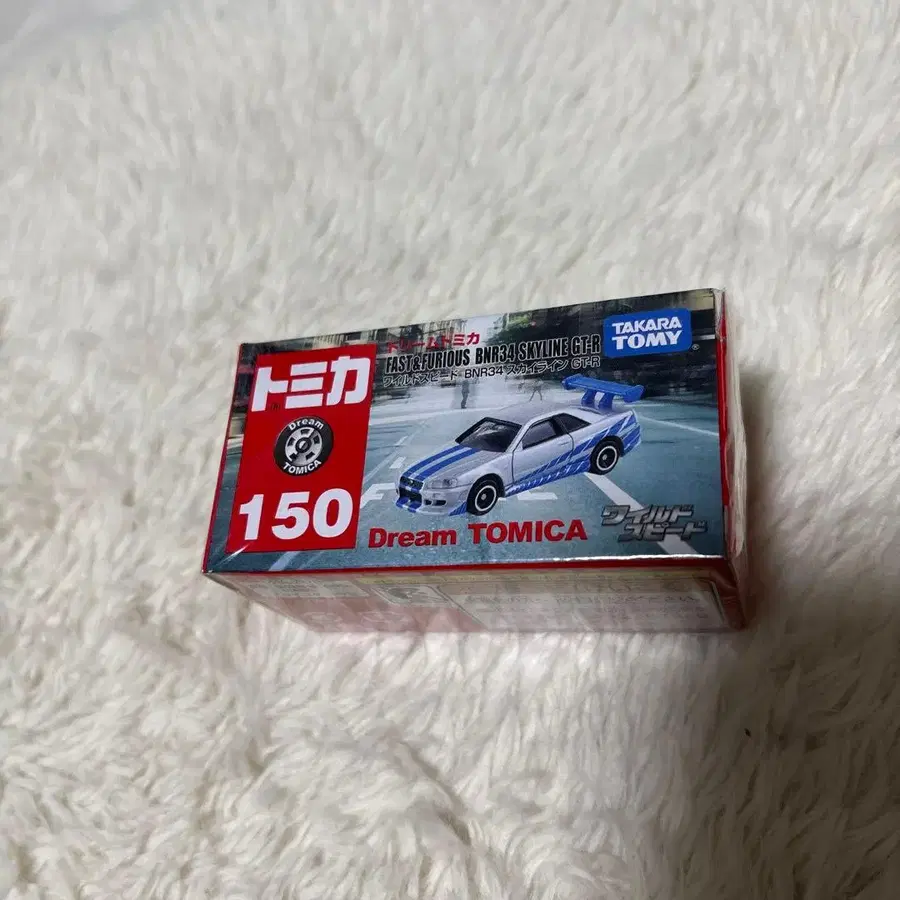 トミカ
Dream
TOMICA
150
ドリームトミカ
FAST&FURIOUS BNR34 SKYLINE GT-R
ワイルドスピード BNR34 スカイライン GT-R
TAKARA
TOMY
Dream TOMICA
ワイルド
スピード